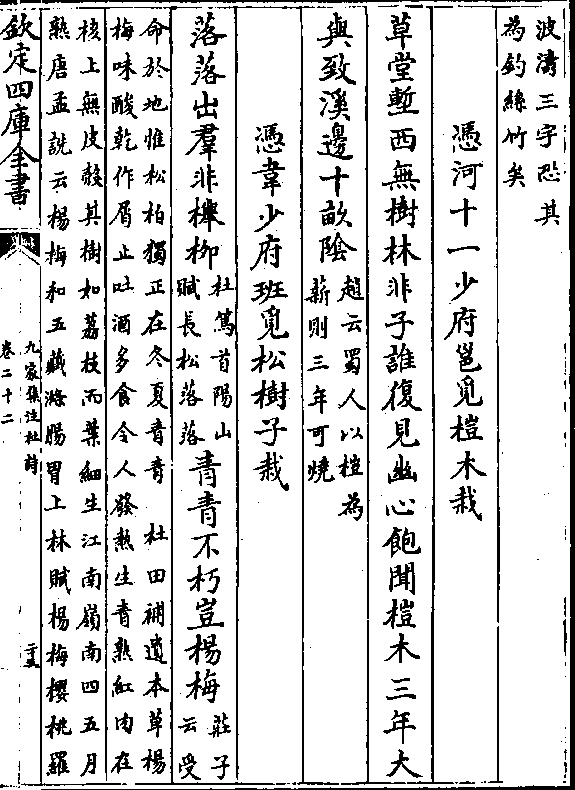 波濤三字恐其
為釣絲竹矣
憑河十一少府邕覓榿木栽
草堂塹西無樹林非子誰復見幽心飽聞榿木三年大
與致溪邊十畝隂
趙云蜀人以榿為
薪則三年可燒
憑韋少府班覓松樹子栽
落落出羣非櫸栁
杜篤首陽山
賦長松落落
青青不朽豈楊梅
莊子
云受
命於地惟松柏獨正在冬夏青青 杜田補遺本草楊
梅味酸乾作屑止吐酒多食令人發熱生青熟紅肉在
核上無皮殻其樹如荔枝而葉細生江南嶺南四五月
熟唐孟詵云楊梅和五藏滌腸胃上林賦楊梅櫻桃羅
欽定四庫全書
九家集注杜詩
卷二十二
二十五